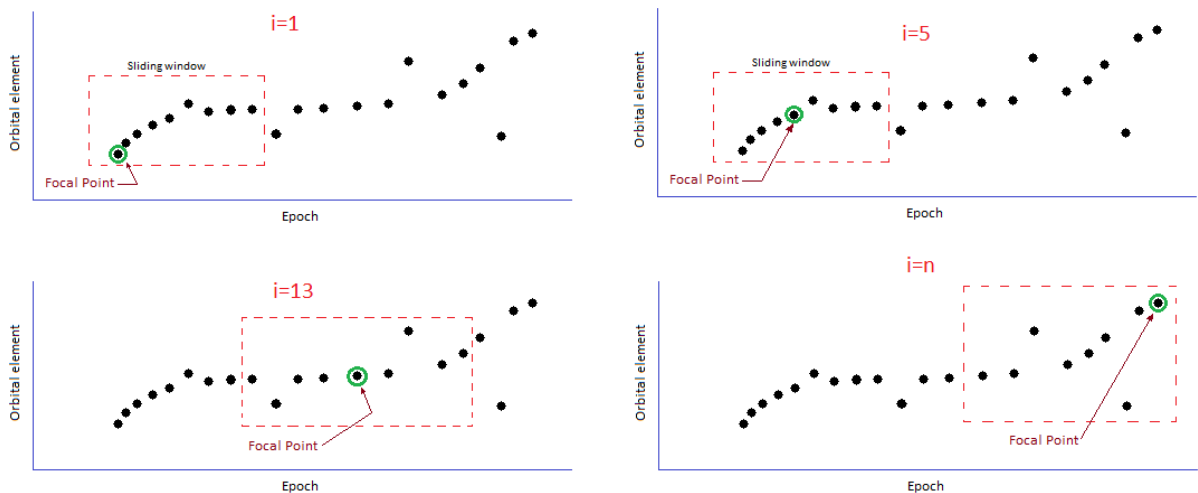 i=1
Sliding window
Orbital element
Focal Point
Epoch
i=5
Sliding window
Orbital element
Focal Point
Epoch
i=13
Orbital element
Focal Point
Epoch
i=n
Orbital element
Focal Point
Epoch